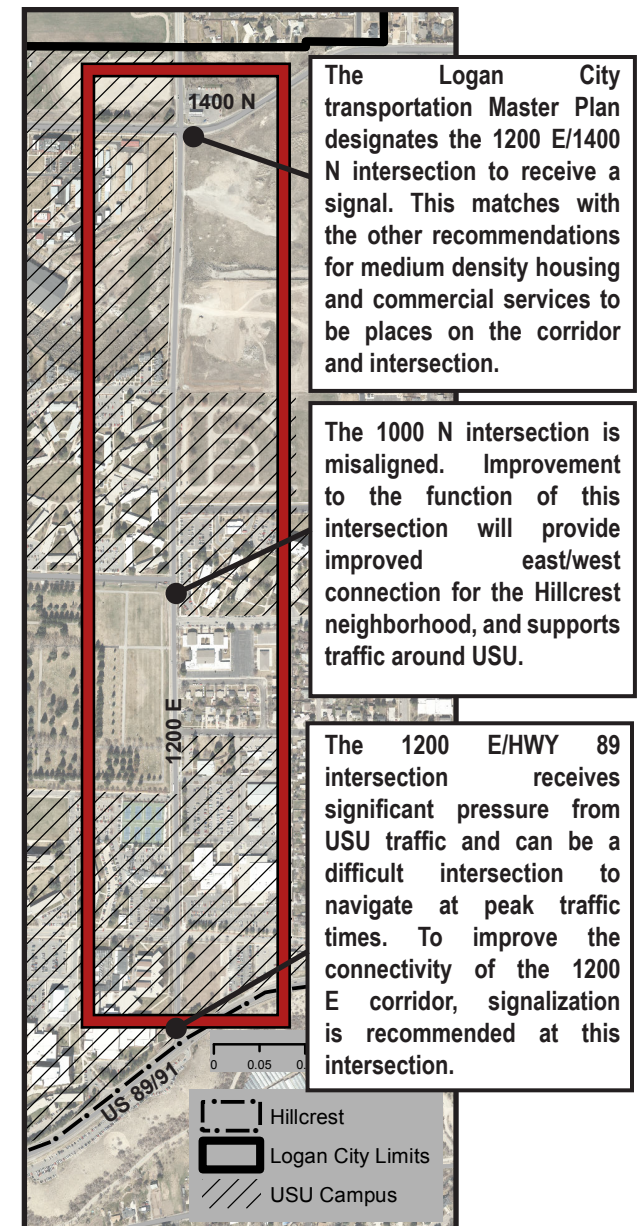 1400 N
The Logan City
transportation Master Plan
designates the 1200 E/1400
N intersection to receive a
signal. This matches with
the other recommendations
for medium density housing
and commercial services to
be places on the corridor
and intersection.
The 1000 N intersection is
misaligned. Improvement
to the function of this
intersection will provide
improved east/west
connection for the Hillcrest
neighborhood, and supports
traffic around USU.
1200 E
The 1200 E/HWY 89
intersection receives
significant pressure from
USU traffic and can be a
difficult intersection to
navigate at peak traffic
times. To improve the
connectivity of the 1200
E corridor, signalization
is recommended at this
intersection.
0 0.05
US 89/91
Hillcrest
Logan City Limits
USU Campus